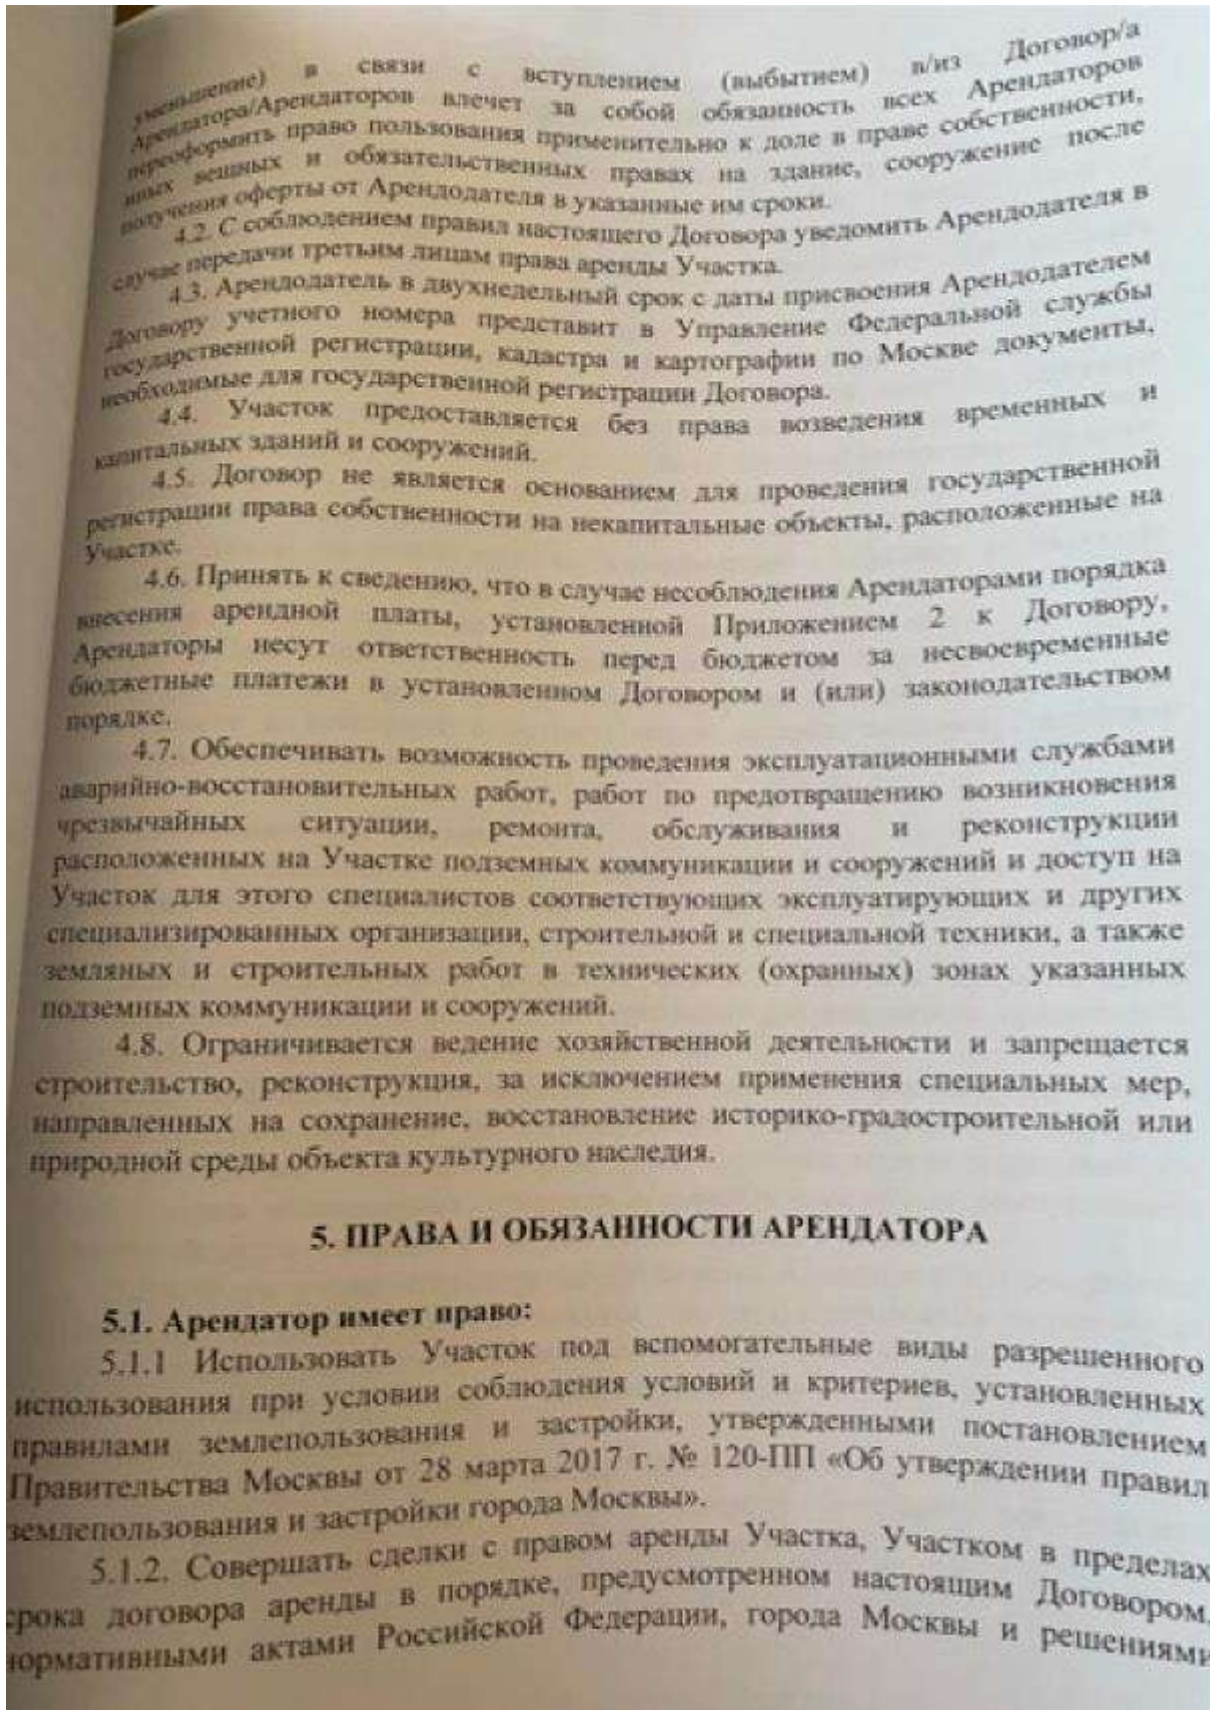 уменьшение) в связи с вступлением (выбытием) в/из Договор/а
Арендатора/Арендаторов влечет за собой обязанность всех Арендаторов
переоформить право пользования применительно к доле в праве собственности,
иных вещных и обязательственных правах на здание, сооружение после
получения оферты от Арендодателя в указанные им сроки.
4.2. С соблюдением правил настоящего Договора уведомить Арендодателя в
случае передачи третьим лицам права аренды Участка.
4.3. Арендодатель в двухнедельный срок с даты присвоения Арендодателем
Договору учетного номера представит в Управление Федеральной службы
государственной регистрации, кадастра и картографии по Москве документы,
необходимые для государственной регистрации Договора.
4.4. Участок предоставляется без права возведения временных и
капитальных зданий и сооружений.
4.5. Договор не является основанием для проведения государственной
регистрации права собственности на некапитальные объекты, расположенные на
Участке.
4.6. Принять к сведению, что в случае несоблюдения Арендаторами порядка
внесения арендной платы, установленной Приложением 2 к Договору,
Арендаторы несут ответственность перед бюджетом за несвоевременные
бюджетные платежи в установленном Договором и (или) законодательством
порядке.
4.7. Обеспечивать возможность проведения эксплуатационными службами
аварийно-восстановительных работ, работ по предотвращению возникновения
чрезвычайных ситуации, ремонта, обслуживания и реконструкции
расположенных на Участке подземных коммуникации и сооружений и доступ на
Участок для этого специалистов соответствующих эксплуатирующих и других
специализированных организации, строительной и специальной техники, а также
земляных и строительных работ в технических (охранных) зонах указанных
подземных коммуникации и сооружений.
4.8. Ограничивается ведение хозяйственной деятельности и запрещается
строительство, реконструкция, за исключением применения специальных мер,
направленных на сохранение, восстановление историко-градостроительной или
природной среды объекта культурного наследия.
5. ПРАВА И ОБЯЗАННОСТИ АРЕНДАТОРА
5.1. Арендатор имеет право:
5.1.1 Использовать Участок под вспомогательные виды разрешенного
использования при условии соблюдения условий и критериев, установленных
правилами землепользования и застройки, утвержденными постановлением
Правительства Москвы от 28 марта 2017 г. № 120-ПП «Об утверждении правил
землепользования и застройки города Москвы».
5.1.2. Совершать сделки с правом аренды Участка, Участком в пределах
срока договора аренды в порядке, предусмотренном настоящим Договором,
нормативными актами Российской Федерации, города Москвы и решениями